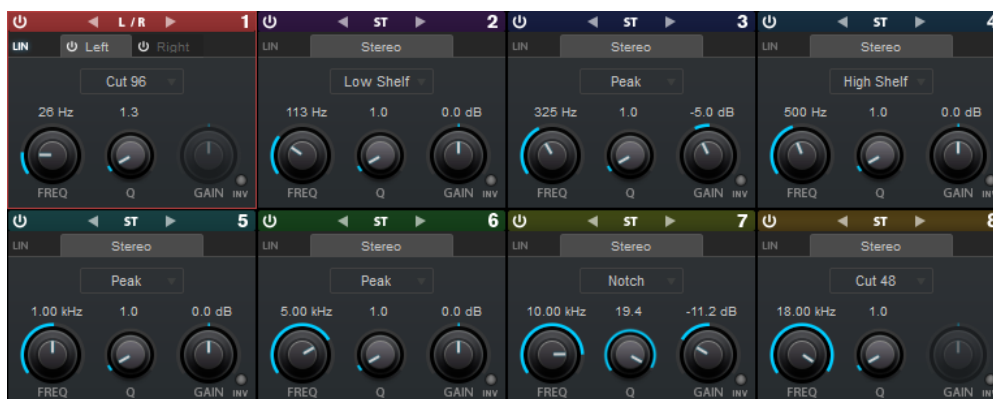 L / R 1 ST 2 ST 3 ST 4
LIN Left Right LIN Stereo LIN Stereo LIN Stereo
Cut 96 Low Shelf Peak High Shelf
26 Hz 1.3 113 Hz 1.0 0.0 dB 325 Hz 1.0 -5.0 dB 500 Hz 1.0 0.0 dB
FREQ Q GAIN INV FREQ Q GAIN INV FREQ Q GAIN INV FREQ Q GAIN INV
ST 5 ST 6 ST 7 ST 8
LIN Stereo LIN Stereo LIN Stereo LIN Stereo
Peak Peak Notch Cut 48
1.00 kHz 1.0 0.0 dB 5.00 kHz 1.0 0.0 dB 10.00 kHz 19.4 -11.2 dB 18.00 kHz 1.0
FREQ Q GAIN INV FREQ Q GAIN INV FREQ Q GAIN INV FREQ Q GAIN INV